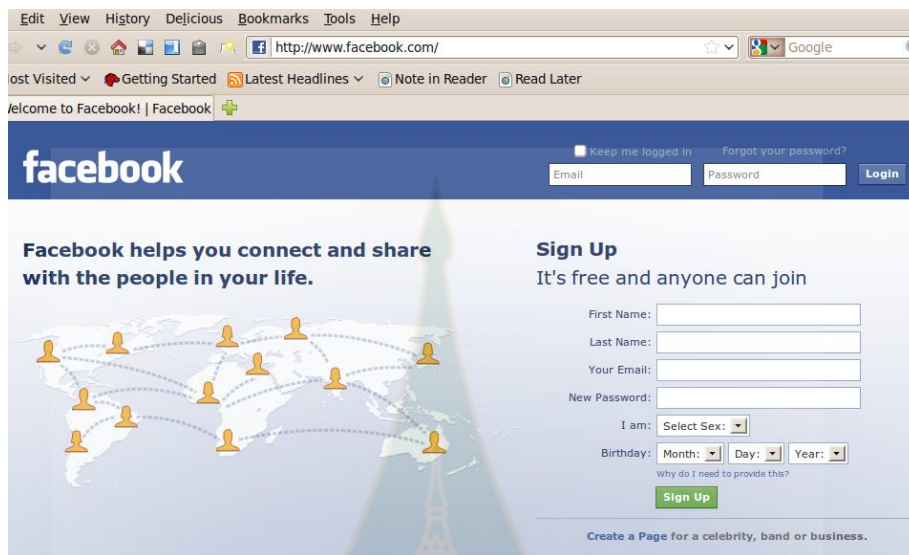 Edit View History Delicious Bookmarks Tools Help
http://www.facebook.com/ Google
ost Visited Getting Started Latest Headlines Note in Reader Read Later
Welcome to Facebook! | Facebook
facebook
Keep me logged in Forgot your password?
Email Password Login
Facebook helps you connect and share
with the people in your life.
Sign Up
It's free and anyone can join
First Name:
Last Name:
Your Email:
New Password:
I am: Select Sex:
Birthday: Month: Day: Year:
Why do I need to provide this?
Sign Up
Create a Page for a celebrity, band or business.